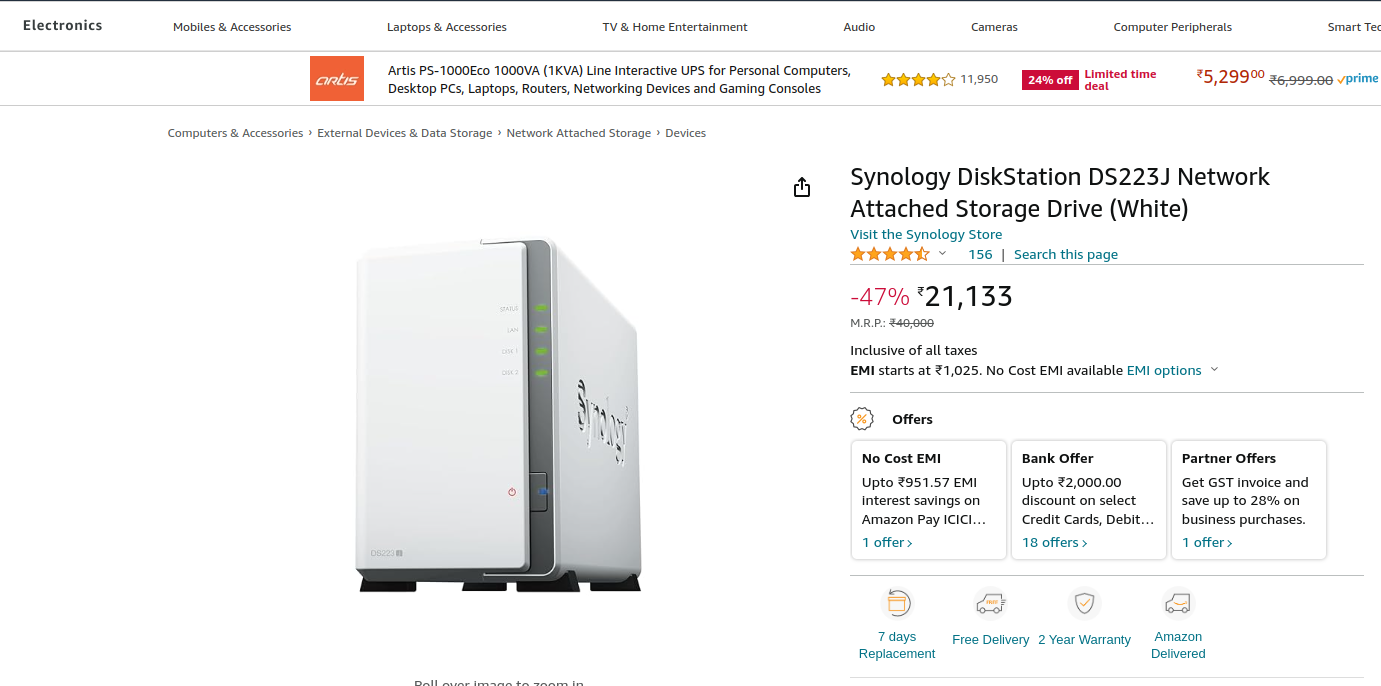 Electronics
Mobiles & Accessories
Laptops & Accessories
TV & Home Entertainment
Audio
Cameras
Computer Peripherals
Smart Tec
artis
Artis PS-1000Eco 1000VA (1KVA) Line Interactive UPS for Personal Computers,
Desktop PCs, Laptops, Routers, Networking Devices and Gaming Consoles
11,950
24% off
Limited time
deal
₹5,29900 ₹6,999.00 prime
Computers & Accessories › External Devices & Data Storage › Network Attached Storage › Devices
STATUS
LAN
DISK 1
DISK 2
Synology
DS223j
Roll over image to zoom in
Synology DiskStation DS223J Network
Attached Storage Drive (White)
Visit the Synology Store
156 | Search this page
-47% ₹21,133
M.R.P.: ₹40,000
Inclusive of all taxes
EMI starts at ₹1,025. No Cost EMI available EMI options
% Offers
No Cost EMI
Upto ₹951.57 EMI
interest savings on
Amazon Pay ICICI…
1 offer ›
Bank Offer
Upto ₹2,000.00
discount on select
Credit Cards, Debit…
18 offers ›
Partner Offers
Get GST invoice and
save up to 28% on
business purchases.
1 offer ›
7 days
Replacement
FREE
Free Delivery
2 Year Warranty
Amazon
Delivered